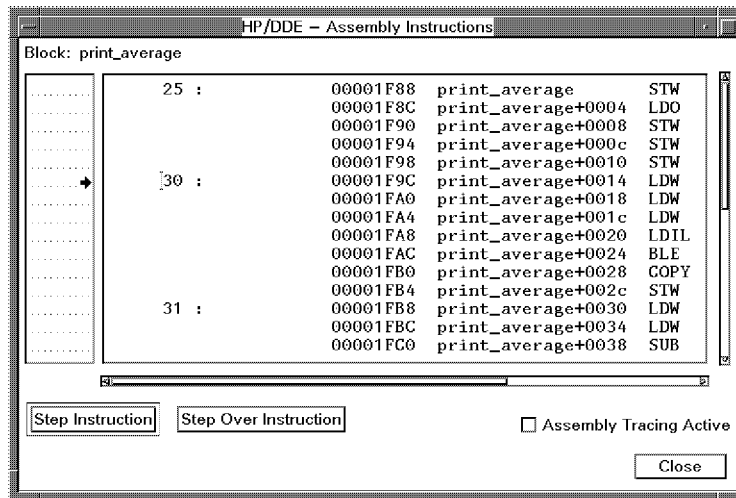 HP/DDE – Assembly Instructions
Block: print_average
25 : 00001F88 print_average STW
00001F8C print_average+0004 LDO
00001F90 print_average+0008 STW
00001F94 print_average+000c STW
00001F98 print_average+0010 STW
30 : 00001F9C print_average+0014 LDW
00001FA0 print_average+0018 LDW
00001FA4 print_average+001c LDW
00001FA8 print_average+0020 LDIL
00001FAC print_average+0024 BLE
00001FB0 print_average+0028 COPY
00001FB4 print_average+002c STW
31 : 00001FB8 print_average+0030 LDW
00001FBC print_average+0034 LDW
00001FC0 print_average+0038 SUB
Step Instruction Step Over Instruction Assembly Tracing Active
Close